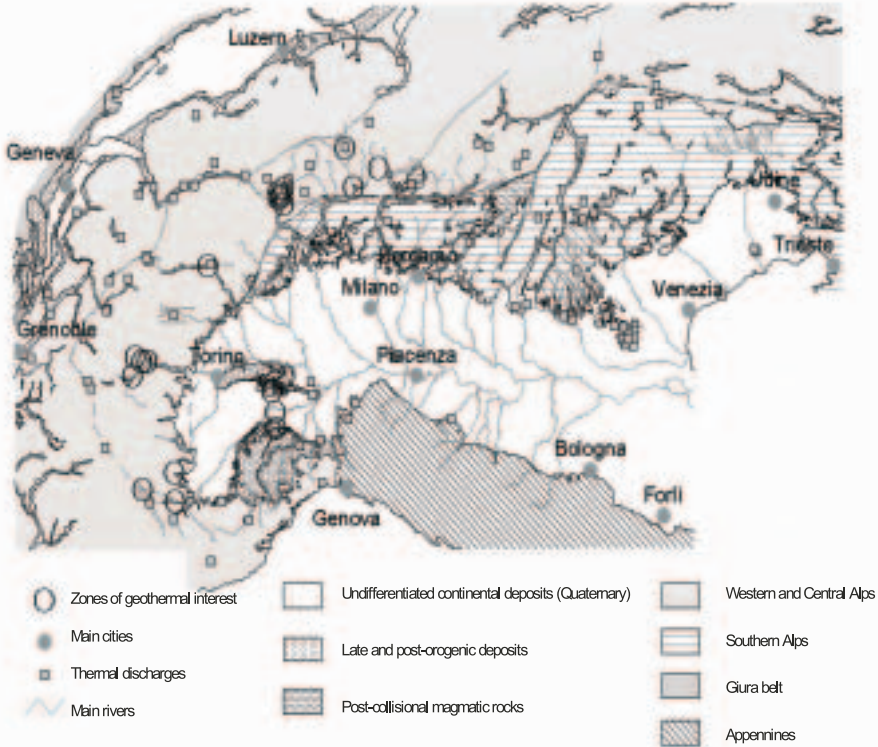 Luzern
Geneva
Udine
Trieste
Milano
Venezia
Grenoble
Torino
Piacenza
Bologna
Forli
Genova
Zones of geothermal interest
Main cities
Thermal discharges
Main rivers
Undifferentiated continental deposits (Quaternary)
Late and post-orogenic deposits
Post-collisional magmatic rocks
Western and Central Alps
Southern Alps
Giura belt
Appennines